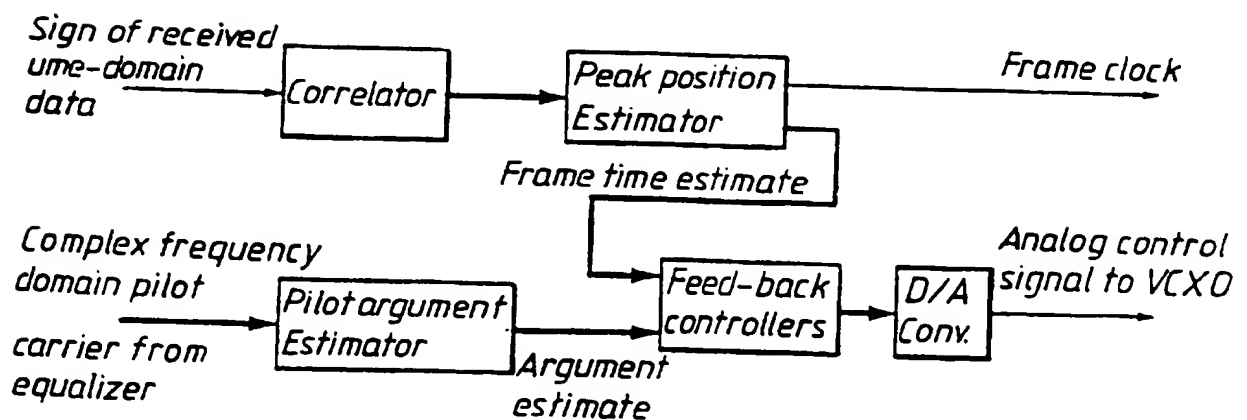 Sign of received
ume-domain
data
Correlator
Peak position
Estimator
Frame clock
Frame time estimate
Complex frequency
domain pilot
carrier from
equalizer
Pilot argument
Estimator
Argument
estimate
Feed-back
controllers
D/A
Conv.
Analog control
signal to VCXO